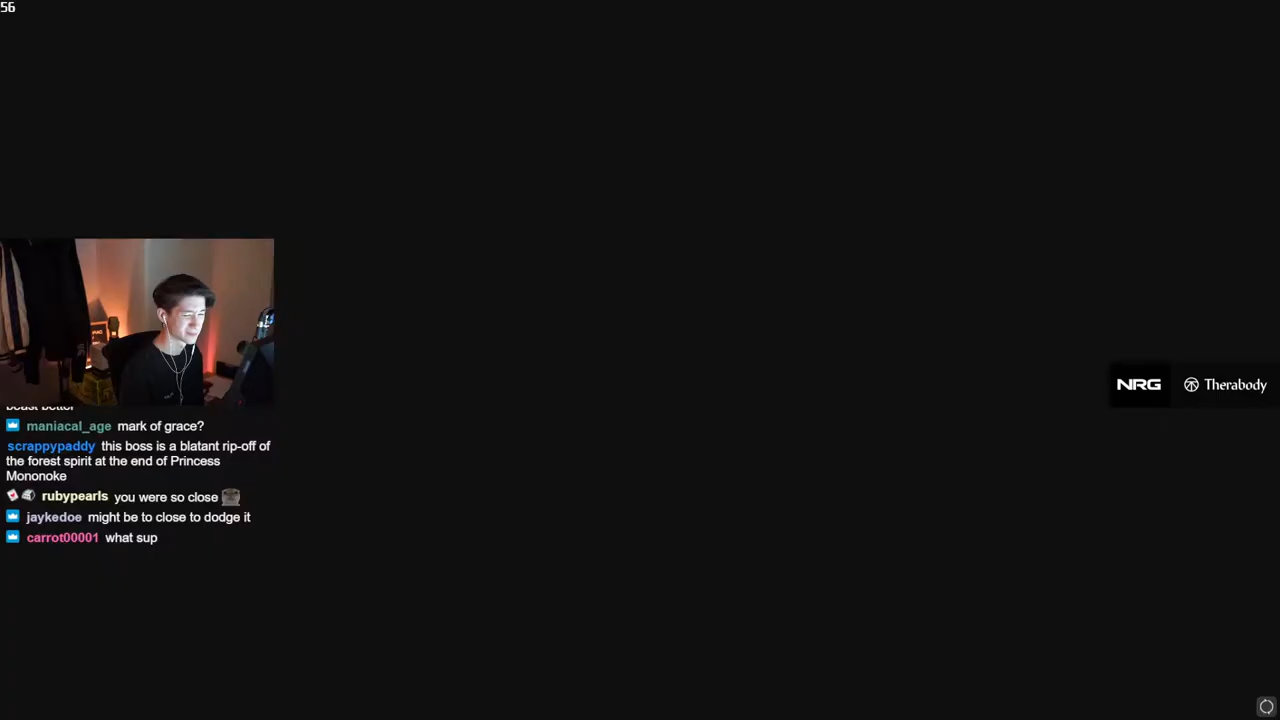 56
NRG Therabody
beast better
maniacal_age mark of grace?
scrappypaddy this boss is a blatant rip-off of
the forest spirit at the end of Princess
Mononoke
rubypearls you were so close
jaykedoe might be to close to dodge it
carrot00001 what sup